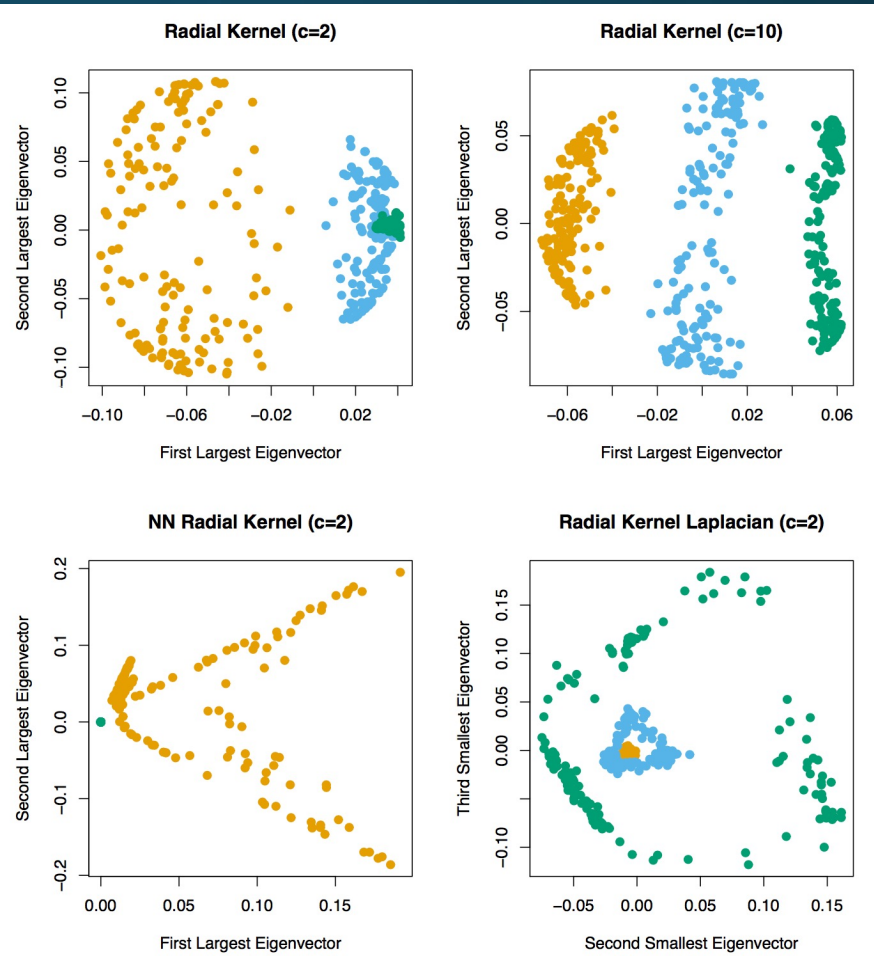 Radial Kernel (c=2)
Second Largest Eigenvector
0.10
0.05
0.00
−0.05
−0.10
−0.10 −0.06 −0.02 0.02
First Largest Eigenvector
Radial Kernel (c=10)
Second Largest Eigenvector
0.05
0.00
−0.05
−0.06 −0.02 0.02 0.06
First Largest Eigenvector
NN Radial Kernel (c=2)
Second Largest Eigenvector
0.2
0.1
0.0
−0.1
−0.2
0.00 0.05 0.10 0.15
First Largest Eigenvector
Radial Kernel Laplacian (c=2)
Third Smallest Eigenvector
0.15
0.10
0.05
0.00
−0.10
−0.05 0.00 0.05 0.10 0.15
Second Smallest Eigenvector